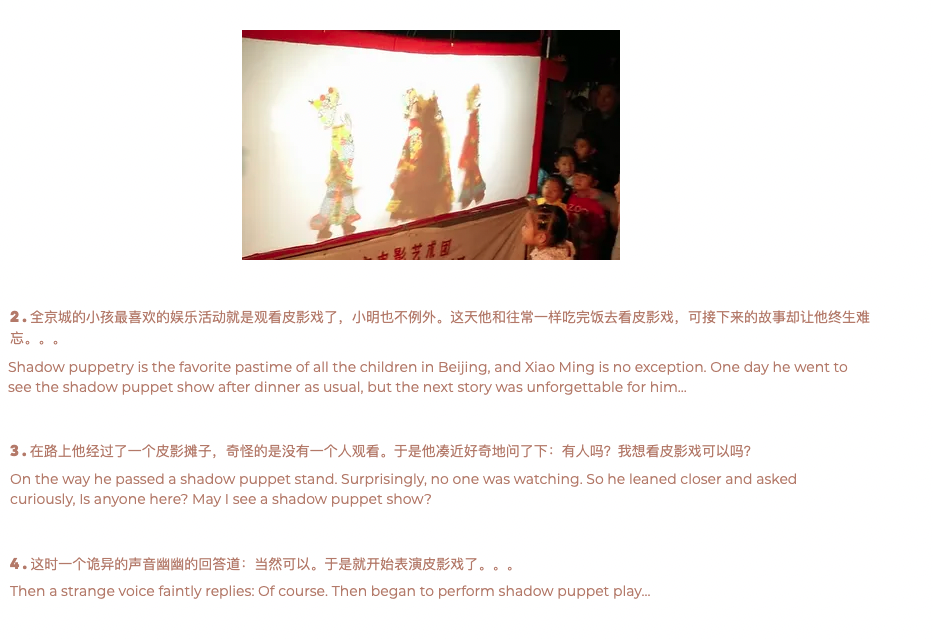 皮影艺术团
2. 全京城的小孩最喜欢的娱乐活动就是观看皮影戏了，小明也不例外。这天他和往常一样吃完饭去看皮影戏，可接下来的故事却让他终生难
忘。。。
Shadow puppetry is the favorite pastime of all the children in Beijing, and Xiao Ming is no exception. One day he went to
see the shadow puppet show after dinner as usual, but the next story was unforgettable for him...
3. 在路上他经过了一个皮影摊子，奇怪的是没有一个人观看。于是他凑近好奇地问了下：有人吗？我想看皮影戏可以吗？
On the way he passed a shadow puppet stand. Surprisingly, no one was watching. So he leaned closer and asked
curiously, Is anyone here? May I see a shadow puppet show?
4. 这时一个诡异的声音幽幽的回答道：当然可以。于是就开始表演皮影戏了。。。
Then a strange voice faintly replies: Of course. Then began to perform shadow puppet play...